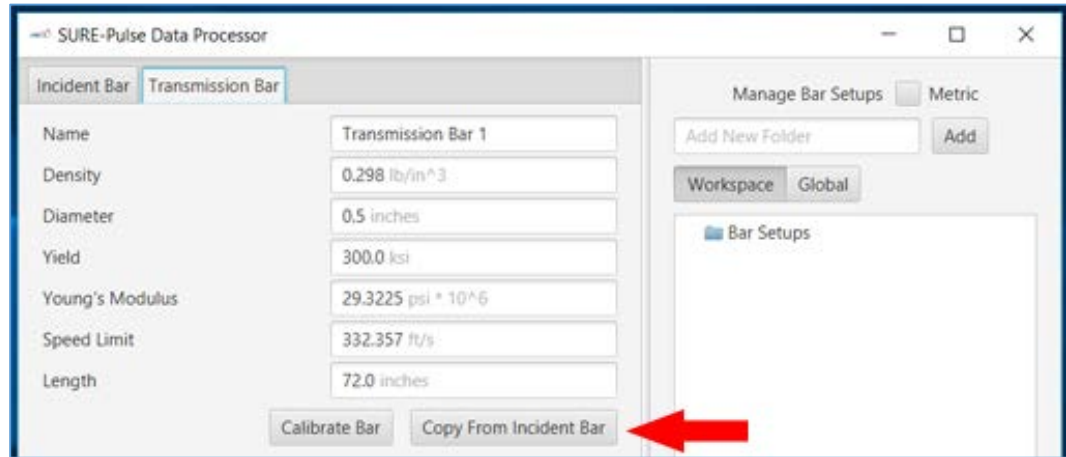 SURE-Pulse Data Processor
Incident Bar Transmission Bar
Name Transmission Bar 1
Density 0.298 lb/in^3
Diameter 0.5 inches
Yield 300.0 ksi
Young's Modulus 29.3225 psi * 10^6
Speed Limit 332.357 ft/s
Length 72.0 inches
Calibrate Bar Copy From Incident Bar
Manage Bar Setups Metric
Add New Folder Add
Workspace Global
Bar Setups